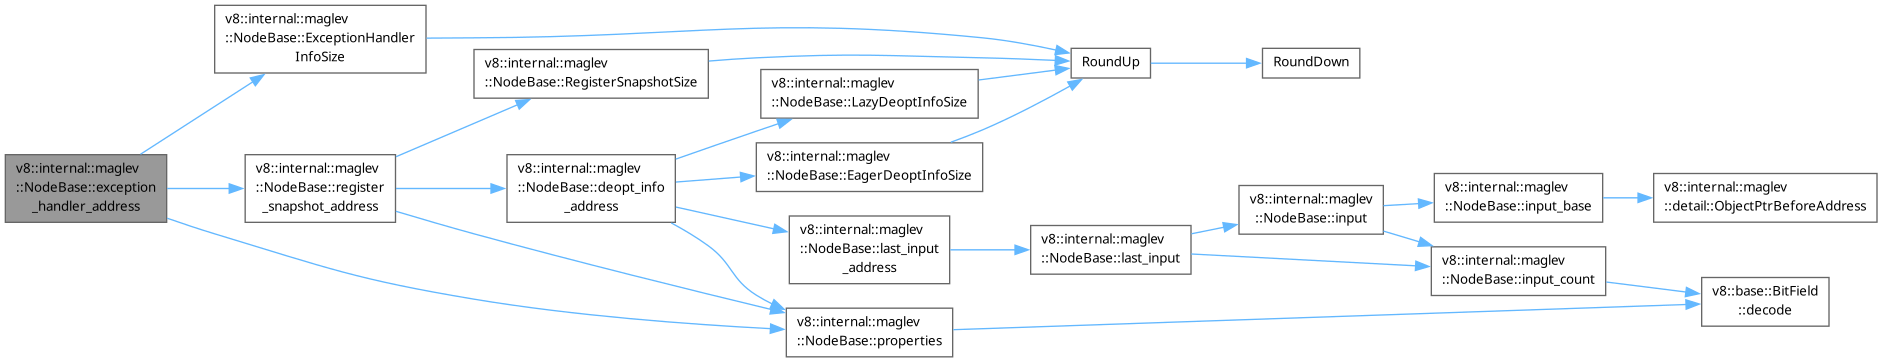 v8::internal::maglev
::NodeBase::exception
_handler_address
v8::internal::maglev
::NodeBase::ExceptionHandler
InfoSize
v8::internal::maglev
::NodeBase::register
_snapshot_address
v8::internal::maglev
::NodeBase::RegisterSnapshotSize
v8::internal::maglev
::NodeBase::deopt_info
_address
v8::internal::maglev
::NodeBase::LazyDeoptInfoSize
v8::internal::maglev
::NodeBase::EagerDeoptInfoSize
v8::internal::maglev
::NodeBase::last_input
_address
v8::internal::maglev
::NodeBase::properties
RoundUp
RoundDown
v8::internal::maglev
::NodeBase::last_input
v8::internal::maglev
::NodeBase::input
v8::internal::maglev
::NodeBase::input_base
v8::internal::maglev
::NodeBase::input_count
v8::internal::maglev
::detail::ObjectPtrBeforeAddress
v8::base::BitField
::decode